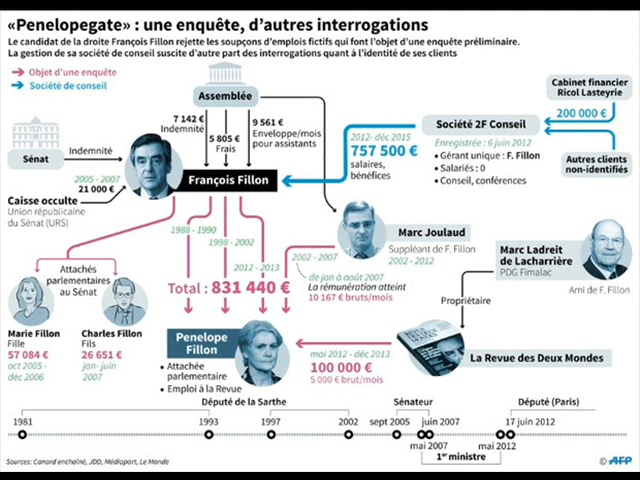 «Penelopegate» : une enquête, d'autres interrogations
Le candidat de la droite François Fillon rejette les soupçons d'emplois fictifs qui font l'objet d'une enquête préliminaire.
La gestion de sa société de conseil suscite d'autre part des interrogations quant à l'identité de ses clients
Objet d'une enquête
Société de conseil
Assemblée
7 142 €
Indemnité
5 805 €
Frais
9 561 €
Enveloppe/mois
pour assistants
Sénat
Indemnité
2005 -
2007
21 000 €
Caisse occulte
Union républicaine
du Sénat (URS)
François Fillon
2012- déc 2015
757 500 €
salaires,
bénéfices
Société 2F Conseil
Enregistrée : 6 juin 2012
• Gérant unique : F. Fillon
• Salariés : 0
• Conseil, conférences
Cabinet financier
Ricol Lasteyrie
200 000 €
Autres clients
non-identifiés
1988 - 1990
1998 - 2002
2012 - 2013
Total : 831 440 €
2002 - 2007
de jan à août 2007
La rémunération atteint
10 167 € bruts/mois
Marc Joulaud
Suppléant de F. Fillon
2002 - 2012
Marc Ladreit
de Lacharrière
PDG Fimalac
Ami de F. Fillon
Propriétaire
La Revue des Deux Mondes
Attachés
parlementaires
au Sénat
Marie Fillon
Fille
57 084 €
oct 2005 -
déc 2006
Charles Fillon
Fils
26 651 €
jan- juin
2007
Penelope
Fillon
• Attachée
parlementaire
• Emploi à la Revue
mai 2012 - déc 2013
100 000 €
5 000 € brut/mois
Député de la Sarthe
Sénateur
Député (Paris)
1981
1993
1997
2002
sept 2005
juin 2007
17 juin 2012
mai 2007
mai 2012
1er ministre
Sources: Canard enchaîné, JDD, Médiapart, Le Monde
© AFP